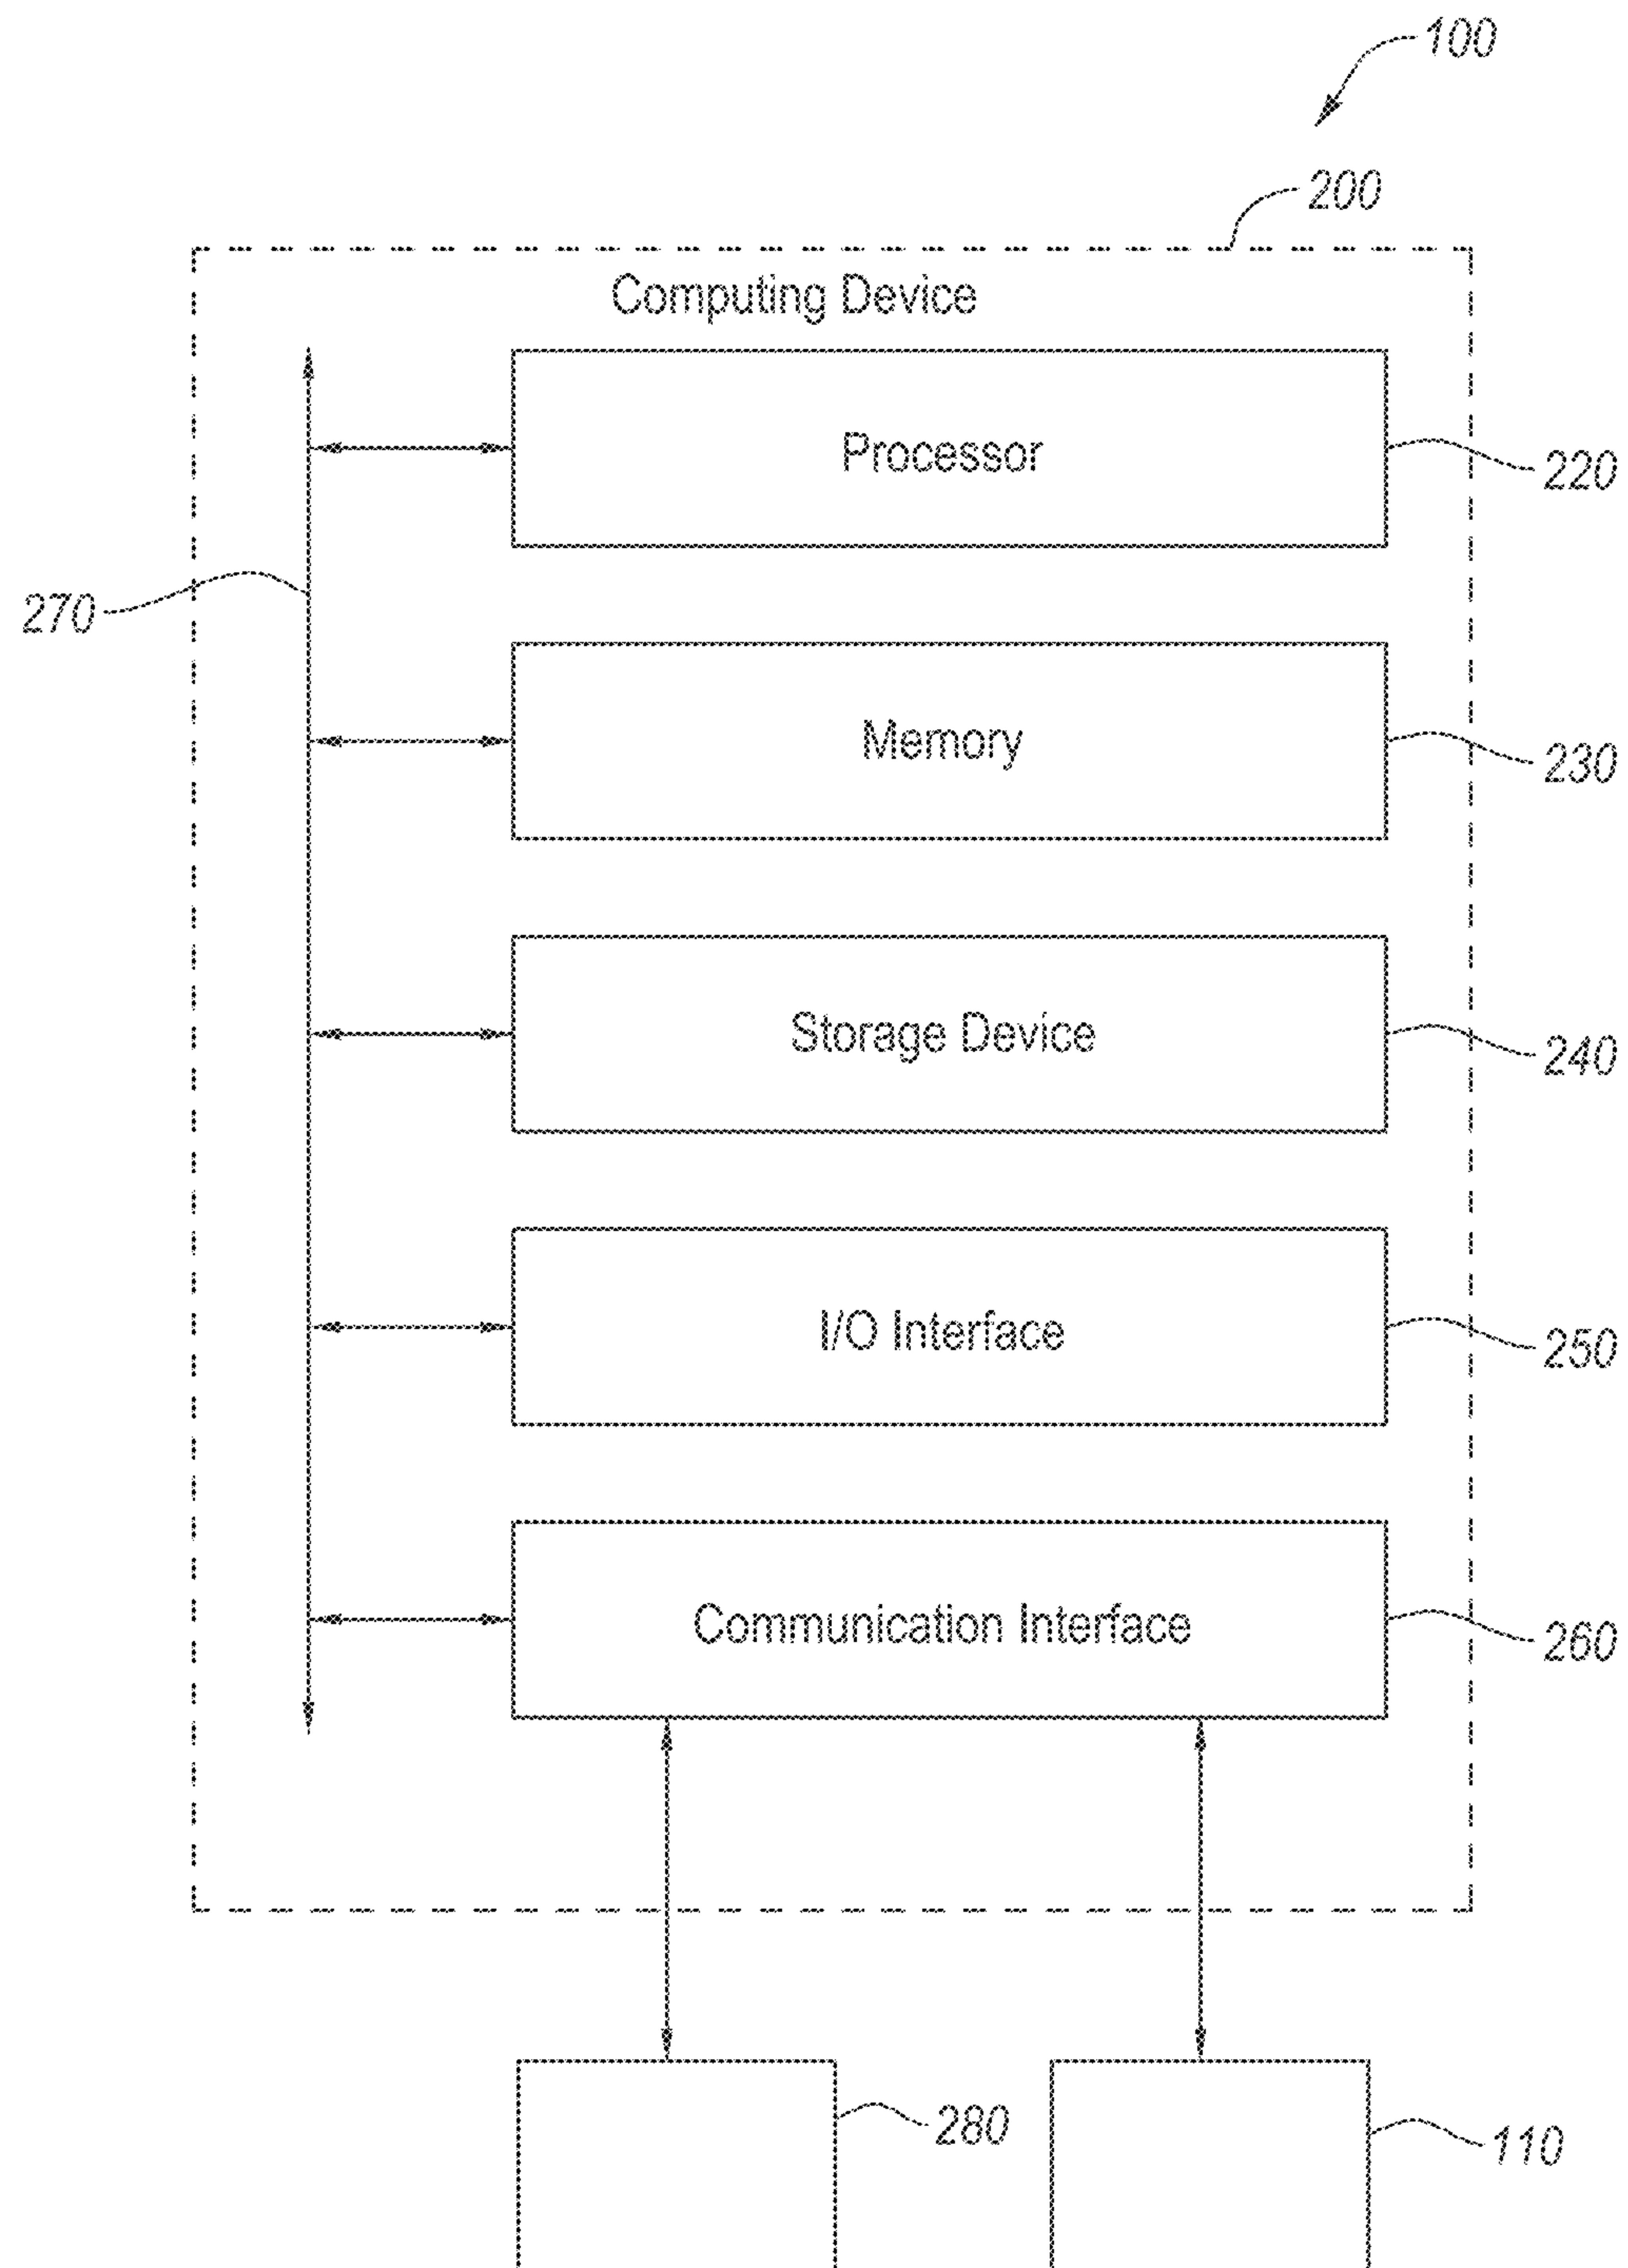 100
200
Computing Device
Processor
220
270
Memory
230
Storage Device
240
I/O Interface
250
Communication Interface
260
280
110